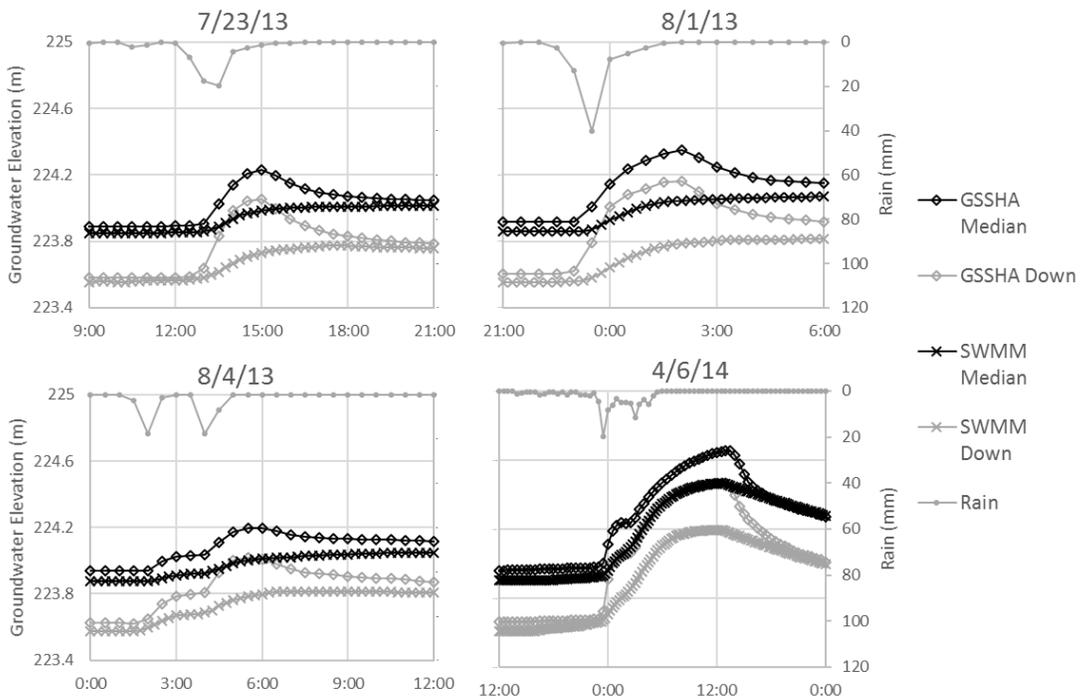 7/23/13
225
224.6
224.2
223.8
223.4
Groundwater Elevation (m)
9:00 12:00 15:00 18:00 21:00
8/1/13
0
20
40
60
80
100
120
Rain (mm)
21:00 0:00 3:00 6:00
8/4/13
225
224.6
224.2
223.8
223.4
Groundwater Elevation (m)
0:00 3:00 6:00 9:00 12:00
4/6/14
0
20
40
60
80
100
120
Rain (mm)
12:00 0:00 12:00 0:00
GSSHA
Median
GSSHA Down
SWMM
Median
SWMM
Down
Rain